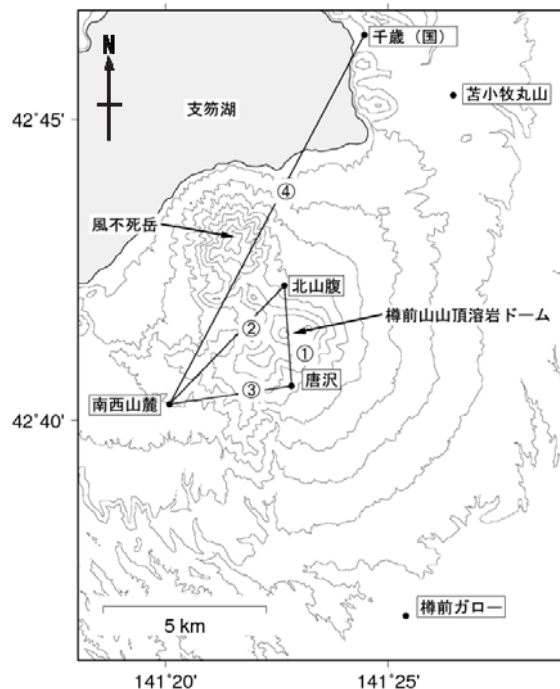 千歳（国）
N
苫小牧丸山
支笏湖
42˚45'
④
風不死岳
北山腹
樽前山山頂溶岩ドーム
②
①
③
唐沢
南西山麓
42˚40'
樽前ガロー
5 km
141˚20'
141˚25'